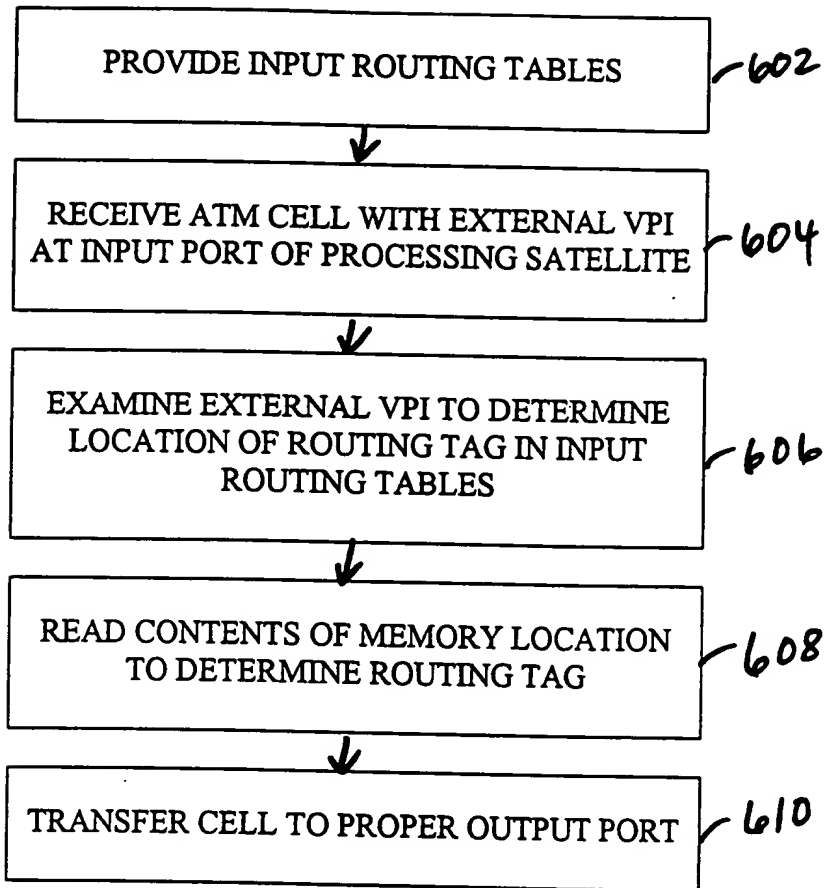 PROVIDE INPUT ROUTING TABLES
602
RECEIVE ATM CELL WITH EXTERNAL VPI
AT INPUT PORT OF PROCESSING SATELLITE
604
EXAMINE EXTERNAL VPI TO DETERMINE
LOCATION OF ROUTING TAG IN INPUT
ROUTING TABLES
606
READ CONTENTS OF MEMORY LOCATION
TO DETERMINE ROUTING TAG
608
TRANSFER CELL TO PROPER OUTPUT PORT
610